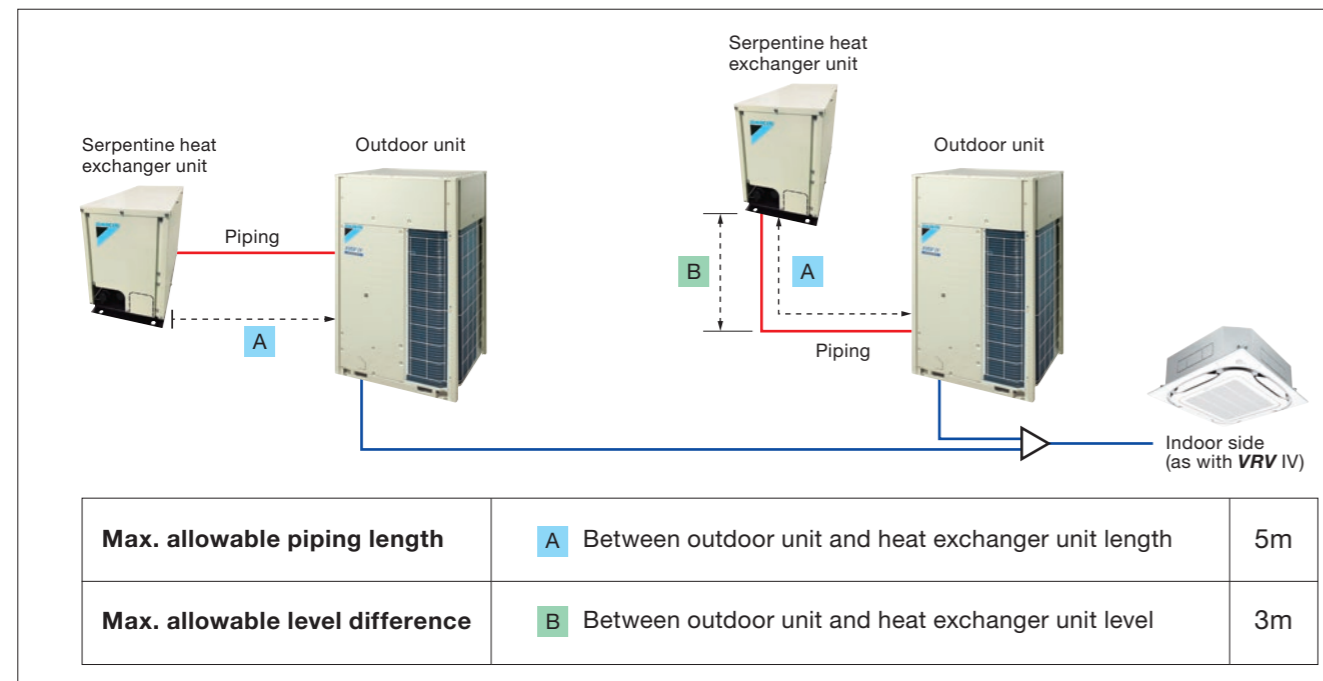 Serpentine heat
exchanger unit
Serpentine heat
exchanger unit
Outdoor unit
Outdoor unit
Piping
B
A
A
Piping
Indoor side
(as with VRV IV)
Max. allowable piping length
A Between outdoor unit and heat exchanger unit length
5m
Max. allowable level difference
B Between outdoor unit and heat exchanger unit level
3m